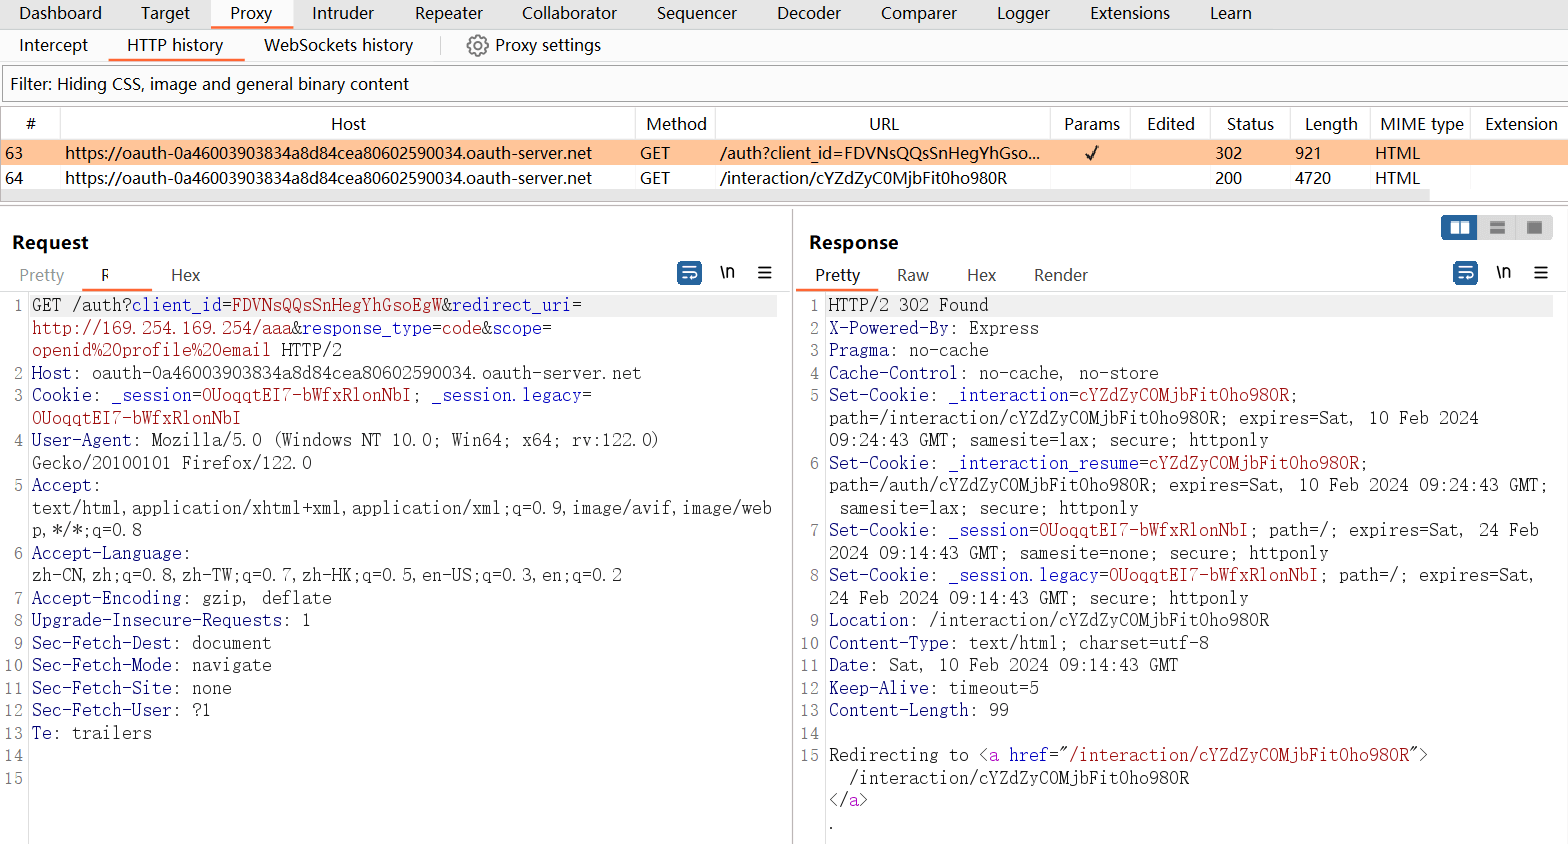 Dashboard Target Proxy Intruder Repeater Collaborator Sequencer Decoder Comparer Logger Extensions Learn
Intercept HTTP history WebSockets history Proxy settings
Filter: Hiding CSS, image and general binary content
# Host Method URL Params Edited Status Length MIME type Extension
63 https://oauth-0a46003903834a8d84cea80602590034.oauth-server.net GET /auth?client_id=FDVNsQQsSnHegYhGso... ✓ 302 921 HTML
64 https://oauth-0a46003903834a8d84cea80602590034.oauth-server.net GET /interaction/cYZdZyC0MjbFit0ho980R 200 4720 HTML
Request
Pretty R Hex \n
1 GET /auth?client_id=FDVNsQQsSnHegYhGsoEgW&redirect_uri=
http://169.254.169.254/aaa&response_type=code&scope=
openid%20profile%20email HTTP/2
2 Host: oauth-0a46003903834a8d84cea80602590034.oauth-server.net
3 Cookie: _session=OUoqqtEI7-bWfxRlonNbI; _session.legacy=
OUoqqtEI7-bWfxRlonNbI
4 User-Agent: Mozilla/5.0 (Windows NT 10.0; Win64; x64; rv:122.0)
Gecko/20100101 Firefox/122.0
5 Accept:
text/html,application/xhtml+xml,application/xml;q=0.9,image/avif,image/web
p,*/*;q=0.8
6 Accept-Language:
zh-CN,zh;q=0.8,zh-TW;q=0.7,zh-HK;q=0.5,en-US;q=0.3,en;q=0.2
7 Accept-Encoding: gzip, deflate
8 Upgrade-Insecure-Requests: 1
9 Sec-Fetch-Dest: document
10 Sec-Fetch-Mode: navigate
11 Sec-Fetch-Site: none
12 Sec-Fetch-User: ?1
13 Te: trailers
14
15
Response
Pretty Raw Hex Render \n
1 HTTP/2 302 Found
2 X-Powered-By: Express
3 Pragma: no-cache
4 Cache-Control: no-cache, no-store
5 Set-Cookie: _interaction=cYZdZyC0MjbFit0ho980R;
path=/interaction/cYZdZyC0MjbFit0ho980R; expires=Sat, 10 Feb 2024
09:24:43 GMT; samesite=lax; secure; httponly
6 Set-Cookie: _interaction_resume=cYZdZyC0MjbFit0ho980R;
path=/auth/cYZdZyC0MjbFit0ho980R; expires=Sat, 10 Feb 2024 09:24:43 GMT;
samesite=lax; secure; httponly
7 Set-Cookie: _session=OUoqqtEI7-bWfxRlonNbI; path=/; expires=Sat, 24 Feb
2024 09:14:43 GMT; samesite=none; secure; httponly
8 Set-Cookie: _session.legacy=OUoqqtEI7-bWfxRlonNbI; path=/; expires=Sat,
24 Feb 2024 09:14:43 GMT; secure; httponly
9 Location: /interaction/cYZdZyC0MjbFit0ho980R
10 Content-Type: text/html; charset=utf-8
11 Date: Sat, 10 Feb 2024 09:14:43 GMT
12 Keep-Alive: timeout=5
13 Content-Length: 99
14
15 Redirecting to <a href="/interaction/cYZdZyC0MjbFit0ho980R">
/interaction/cYZdZyC0MjbFit0ho980R
</a>
.